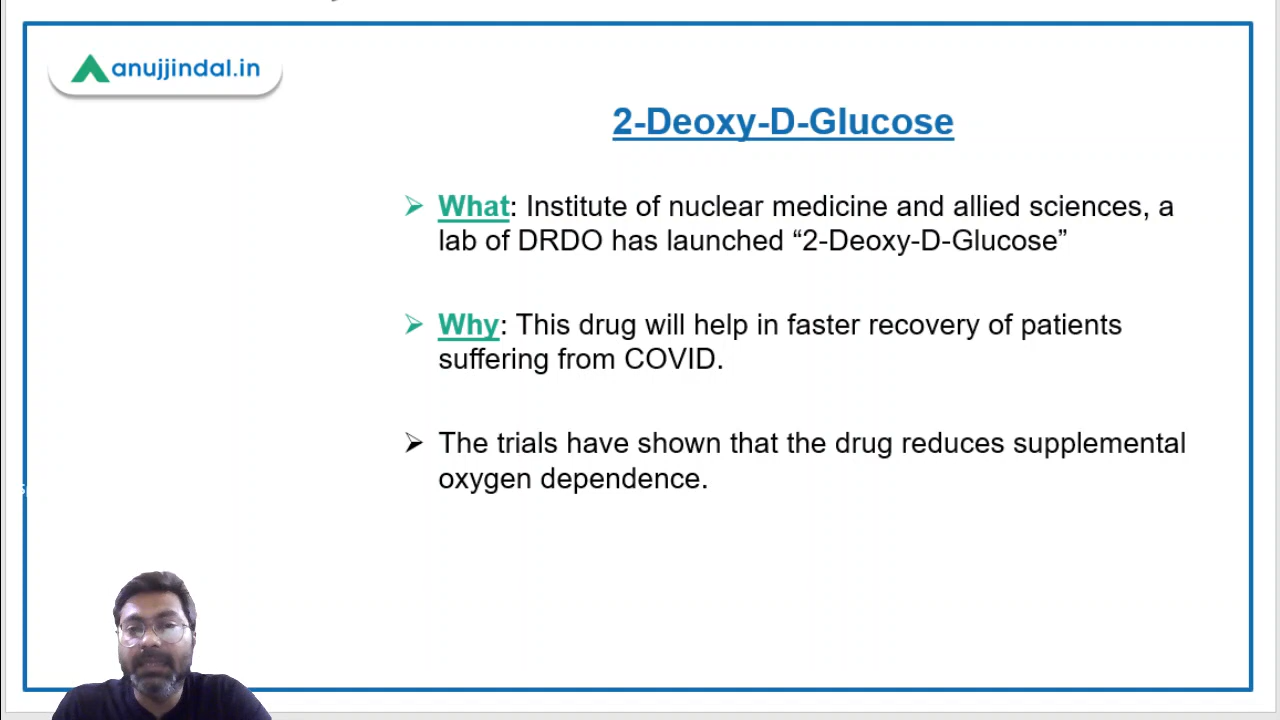 anujjindal.in
2-Deoxy-D-Glucose
What: Institute of nuclear medicine and allied sciences, a
lab of DRDO has launched “2-Deoxy-D-Glucose”
Why: This drug will help in faster recovery of patients
suffering from COVID.
The trials have shown that the drug reduces supplemental
oxygen dependence.